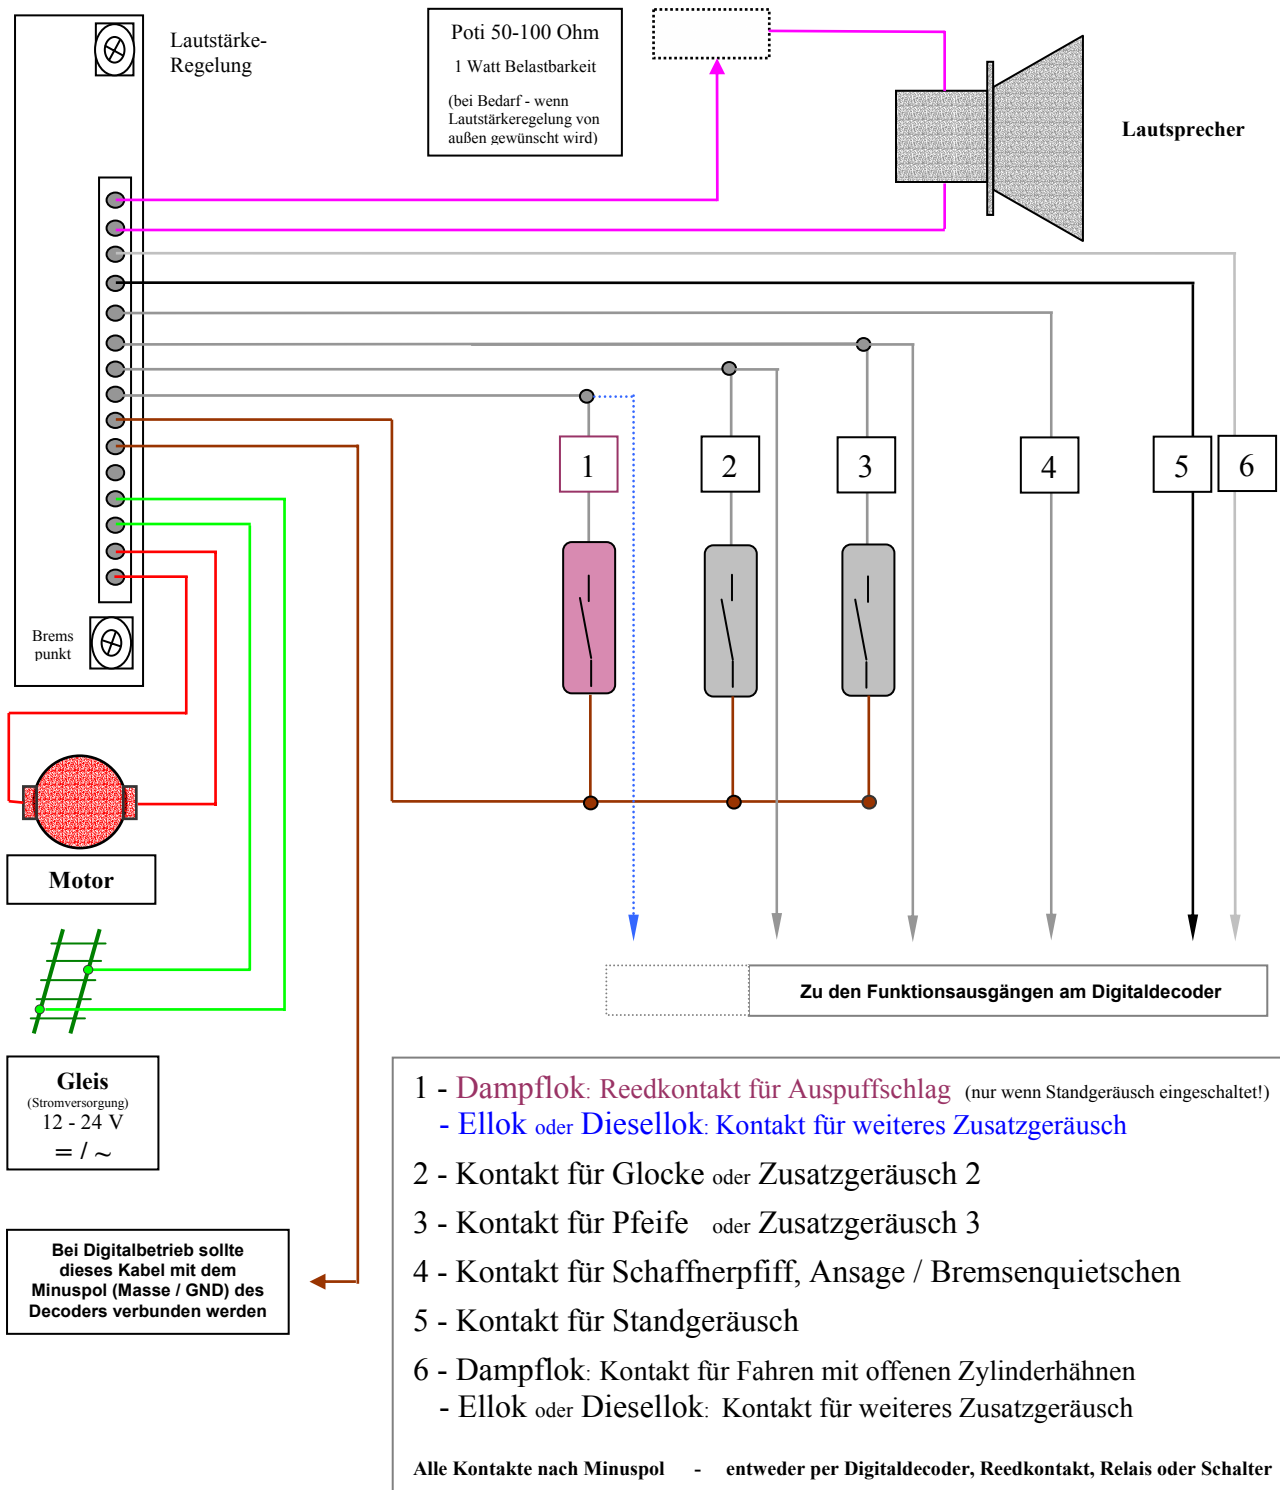 Lautstärke-
Regelung
Poti 50-100 Ohm
1 Watt Belastbarkeit
(bei Bedarf - wenn
Lautstärkeregelung von
außen gewünscht wird)
Lautsprecher
1
2
3
4
5
6
Brems
punkt
Motor
Zu den Funktionsausgängen am Digitaldecoder
Gleis
(Stromversorgung)
12 - 24 V
= / ~
Bei Digitalbetrieb sollte
dieses Kabel mit dem
Minuspol (Masse / GND) des
Decoders verbunden werden
1 - Dampflok: Reedkontakt für Auspuffschlag (nur wenn Standgeräusch eingeschaltet!)
- Ellok oder Diesellok: Kontakt für weiteres Zusatzgeräusch
2 - Kontakt für Glocke oder Zusatzgeräusch 2
3 - Kontakt für Pfeife oder Zusatzgeräusch 3
4 - Kontakt für Schaffnerpfiff, Ansage / Bremsenquietschen
5 - Kontakt für Standgeräusch
6 - Dampflok: Kontakt für Fahren mit offenen Zylinderhähnen
- Ellok oder Diesellok: Kontakt für weiteres Zusatzgeräusch
Alle Kontakte nach Minuspol - entweder per Digitaldecoder, Reedkontakt, Relais oder Schalter